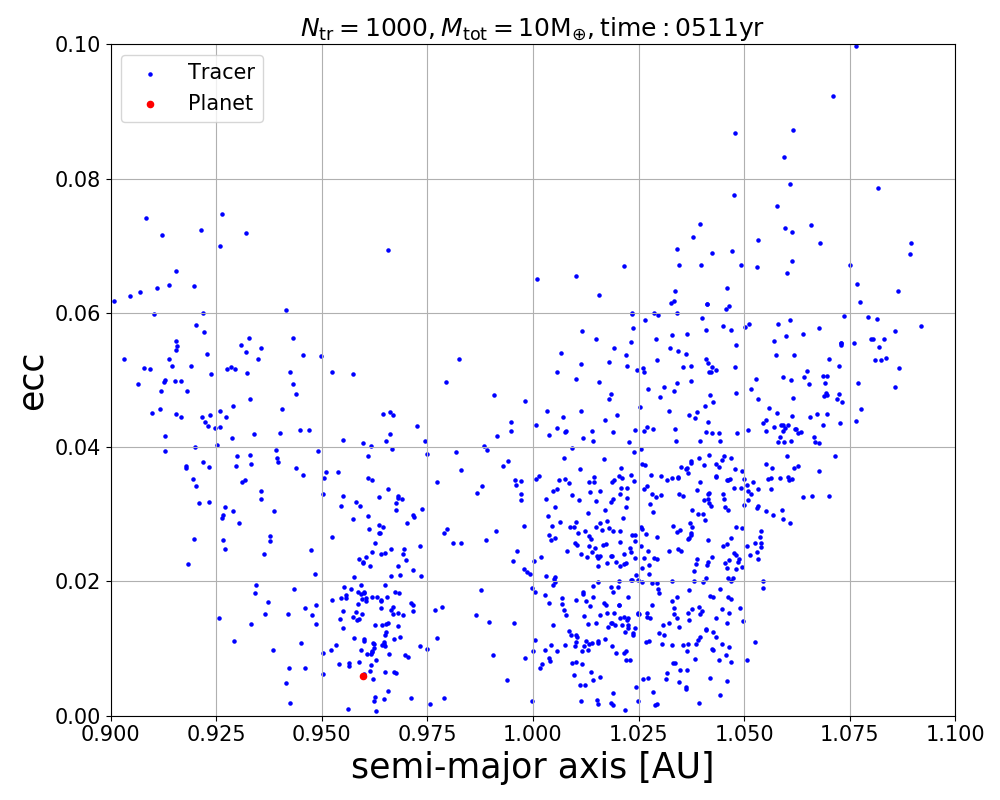 N_tr = 1000, M_tot = 10M_⊕, time : 0511yr
0.10
Tracer
Planet
0.08
0.06
ecc
0.04
0.02
0.00
0.900 0.925 0.950 0.975 1.000 1.025 1.050 1.075 1.100
semi-major axis [AU]